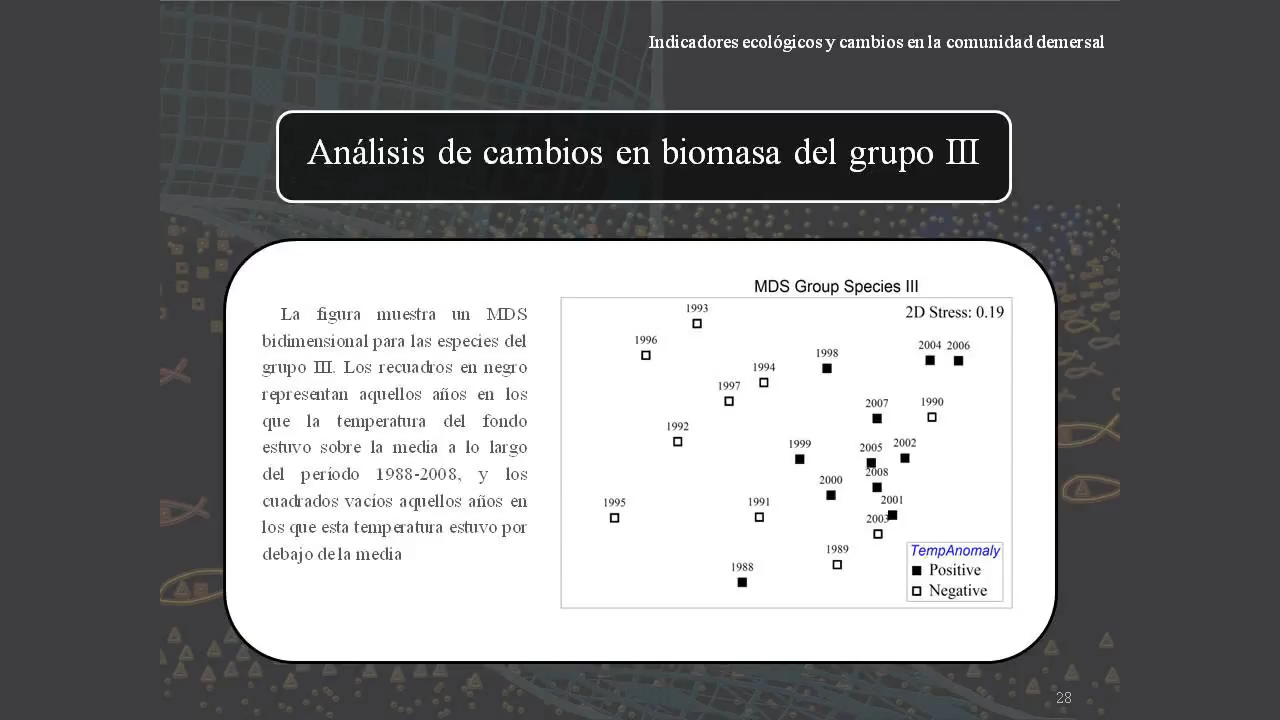 Indicadores ecológicos y cambios en la comunidad demersal
Análisis de cambios en biomasa del grupo III
La figura muestra un MDS
bidimensional para las especies del
grupo III. Los recuadros en negro
representan aquellos años en los
que la temperatura del fondo
estuvo sobre la media a lo largo
del período 1988-2008, y los
cuadrados vacíos aquellos años en
los que esta temperatura estuvo por
debajo de la media
MDS Group Species III
2D Stress: 0.19
1993
1996
2004 2006
1998
1994
1997
2007
1990
1992
1999
2005
2002
2008
2000
1995
1991
2001
2003
1989
1988
TempAnomaly
Positive
Negative
28